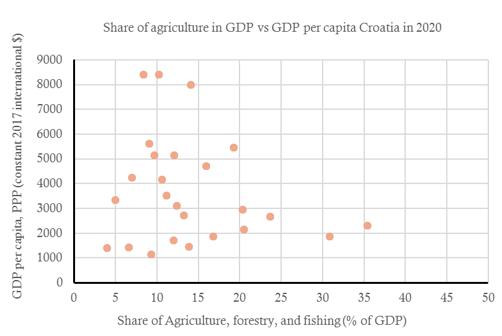 Share of agriculture in GDP vs GDP per capita Croatia in 2020
GDP per capita, PPP (constant 2017 international $)
9000
8000
7000
6000
5000
4000
3000
2000
1000
0
0 5 10 15 20 25 30 35 40 45 50
Share of Agriculture, forestry, and fishing (% of GDP)